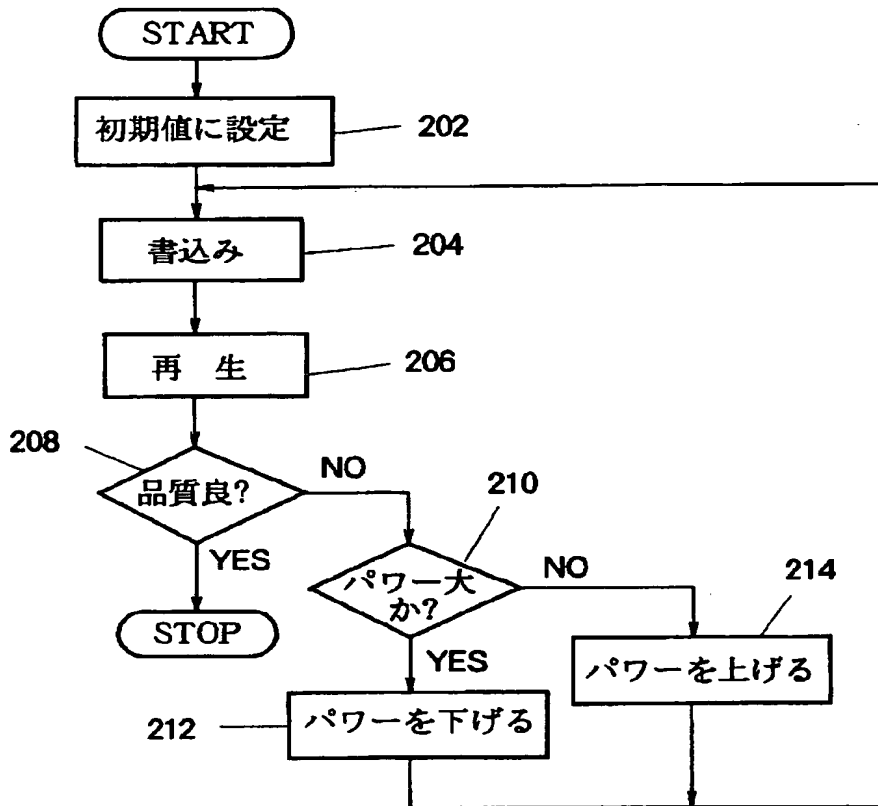 START
初期値に設定
202
書込み
204
再 生
206
208
品質良?
NO
YES
STOP
210
パワー大
か?
NO
YES
214
パワーを上げる
212
パワーを下げる